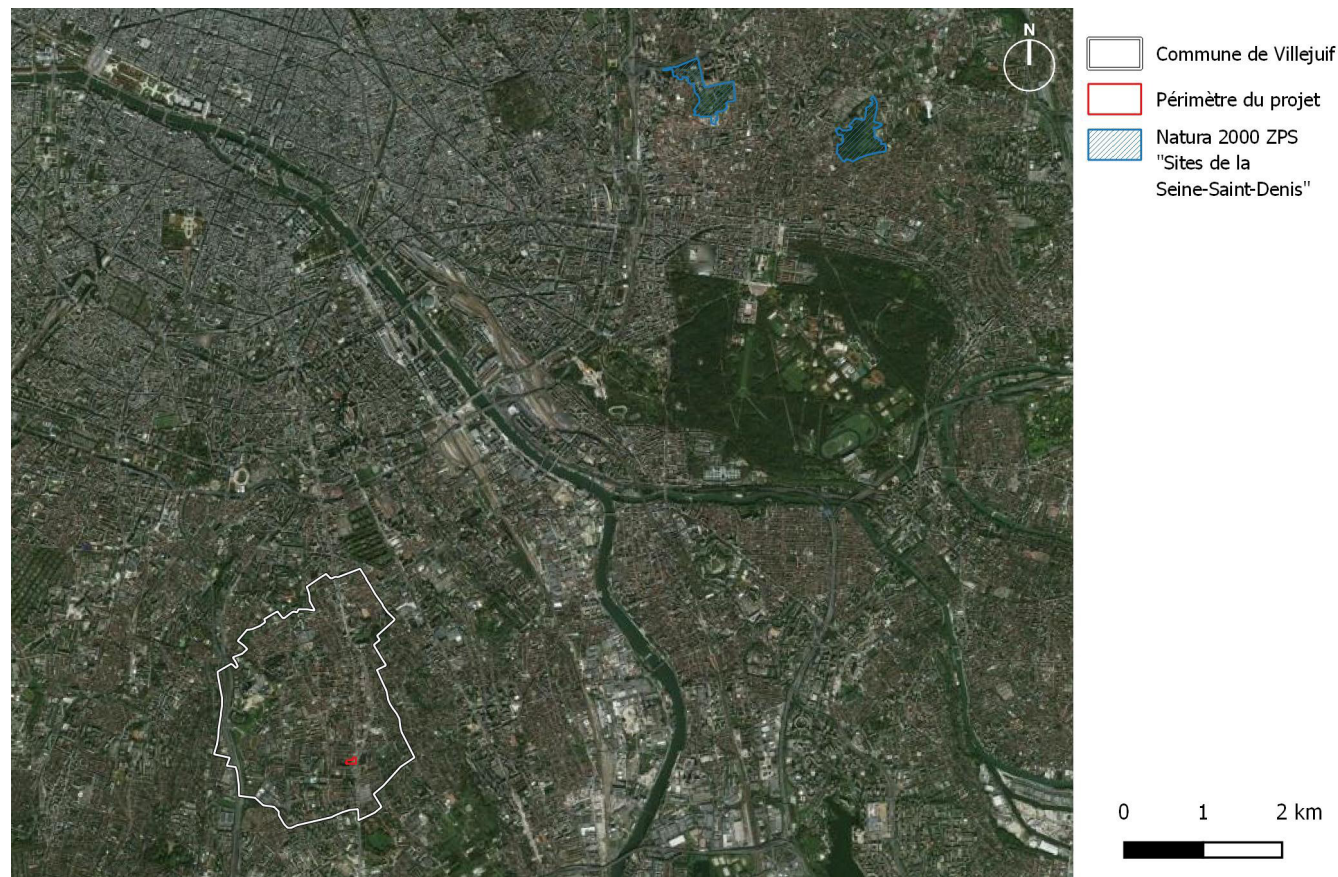 N
Commune de Villejuif
Périmètre du projet
Natura 2000 ZPS
"Sites de la
Seine-Saint-Denis"
0 1 2 km